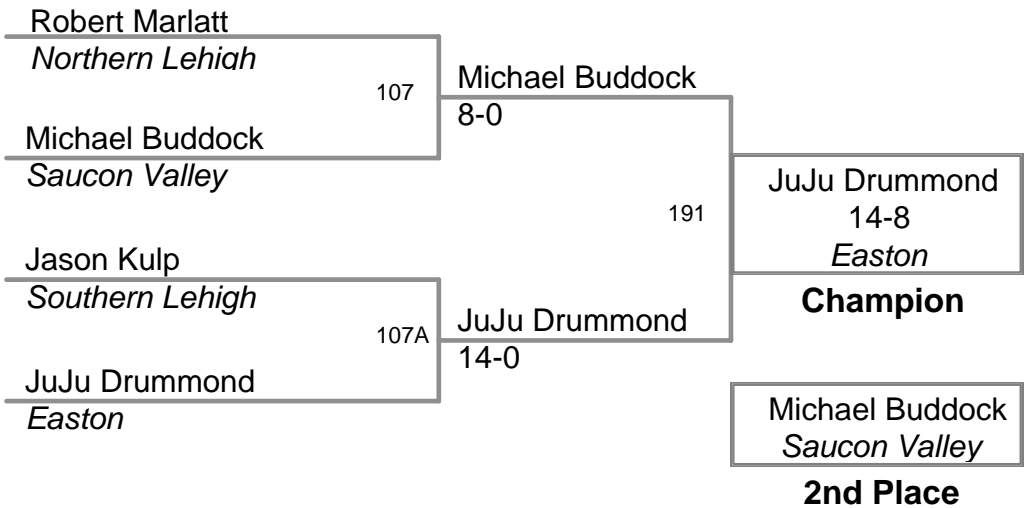 Robert Marlatt
Northern Lehigh
107
Michael Buddock
Saucon Valley
Michael Buddock
8-0
Jason Kulp
Southern Lehigh
107A
JuJu Drummond
Easton
JuJu Drummond
14-0
191
JuJu Drummond
14-8
Easton
Champion
Michael Buddock
Saucon Valley
2nd Place